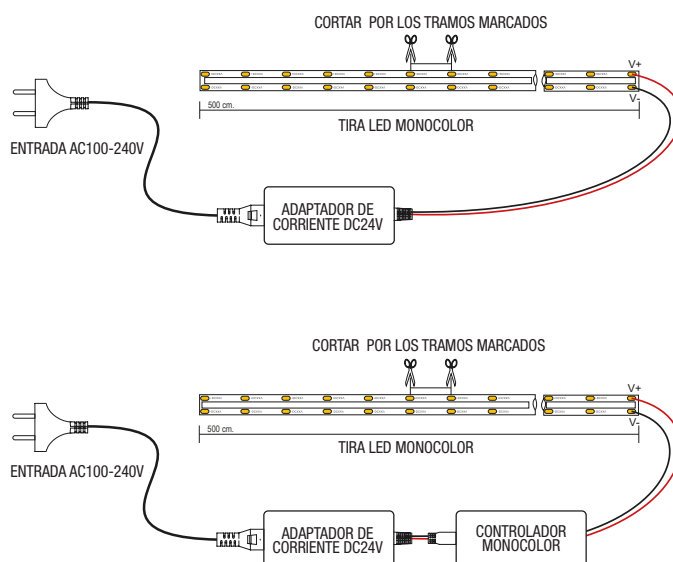 CORTAR POR LOS TRAMOS MARCADOS
V+
V-
500 cm.
TIRA LED MONOCOLOR
ENTRADA AC100-240V
ADAPTADOR DE
CORRIENTE DC24V
CORTAR POR LOS TRAMOS MARCADOS
V+
V-
500 cm.
TIRA LED MONOCOLOR
ENTRADA AC100-240V
ADAPTADOR DE
CORRIENTE DC24V
CONTROLADOR
MONOCOLOR